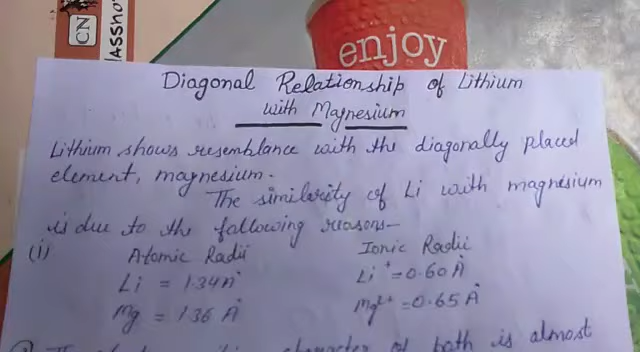 CN
enjoy
Diagonal Relationship of Lithium
with Magnesium
Lithium shows resemblance with the diagonally placed
element, magnesium.
The similarity of Li with magnesium
is due to the following reasons—
(i) Atomic Radii Ionic Radii
Li = 1.34 A° Li⁺ = 0.60 Å
Mg = 1.36 Å Mg²⁺ = 0.65 Å
character of both is almost